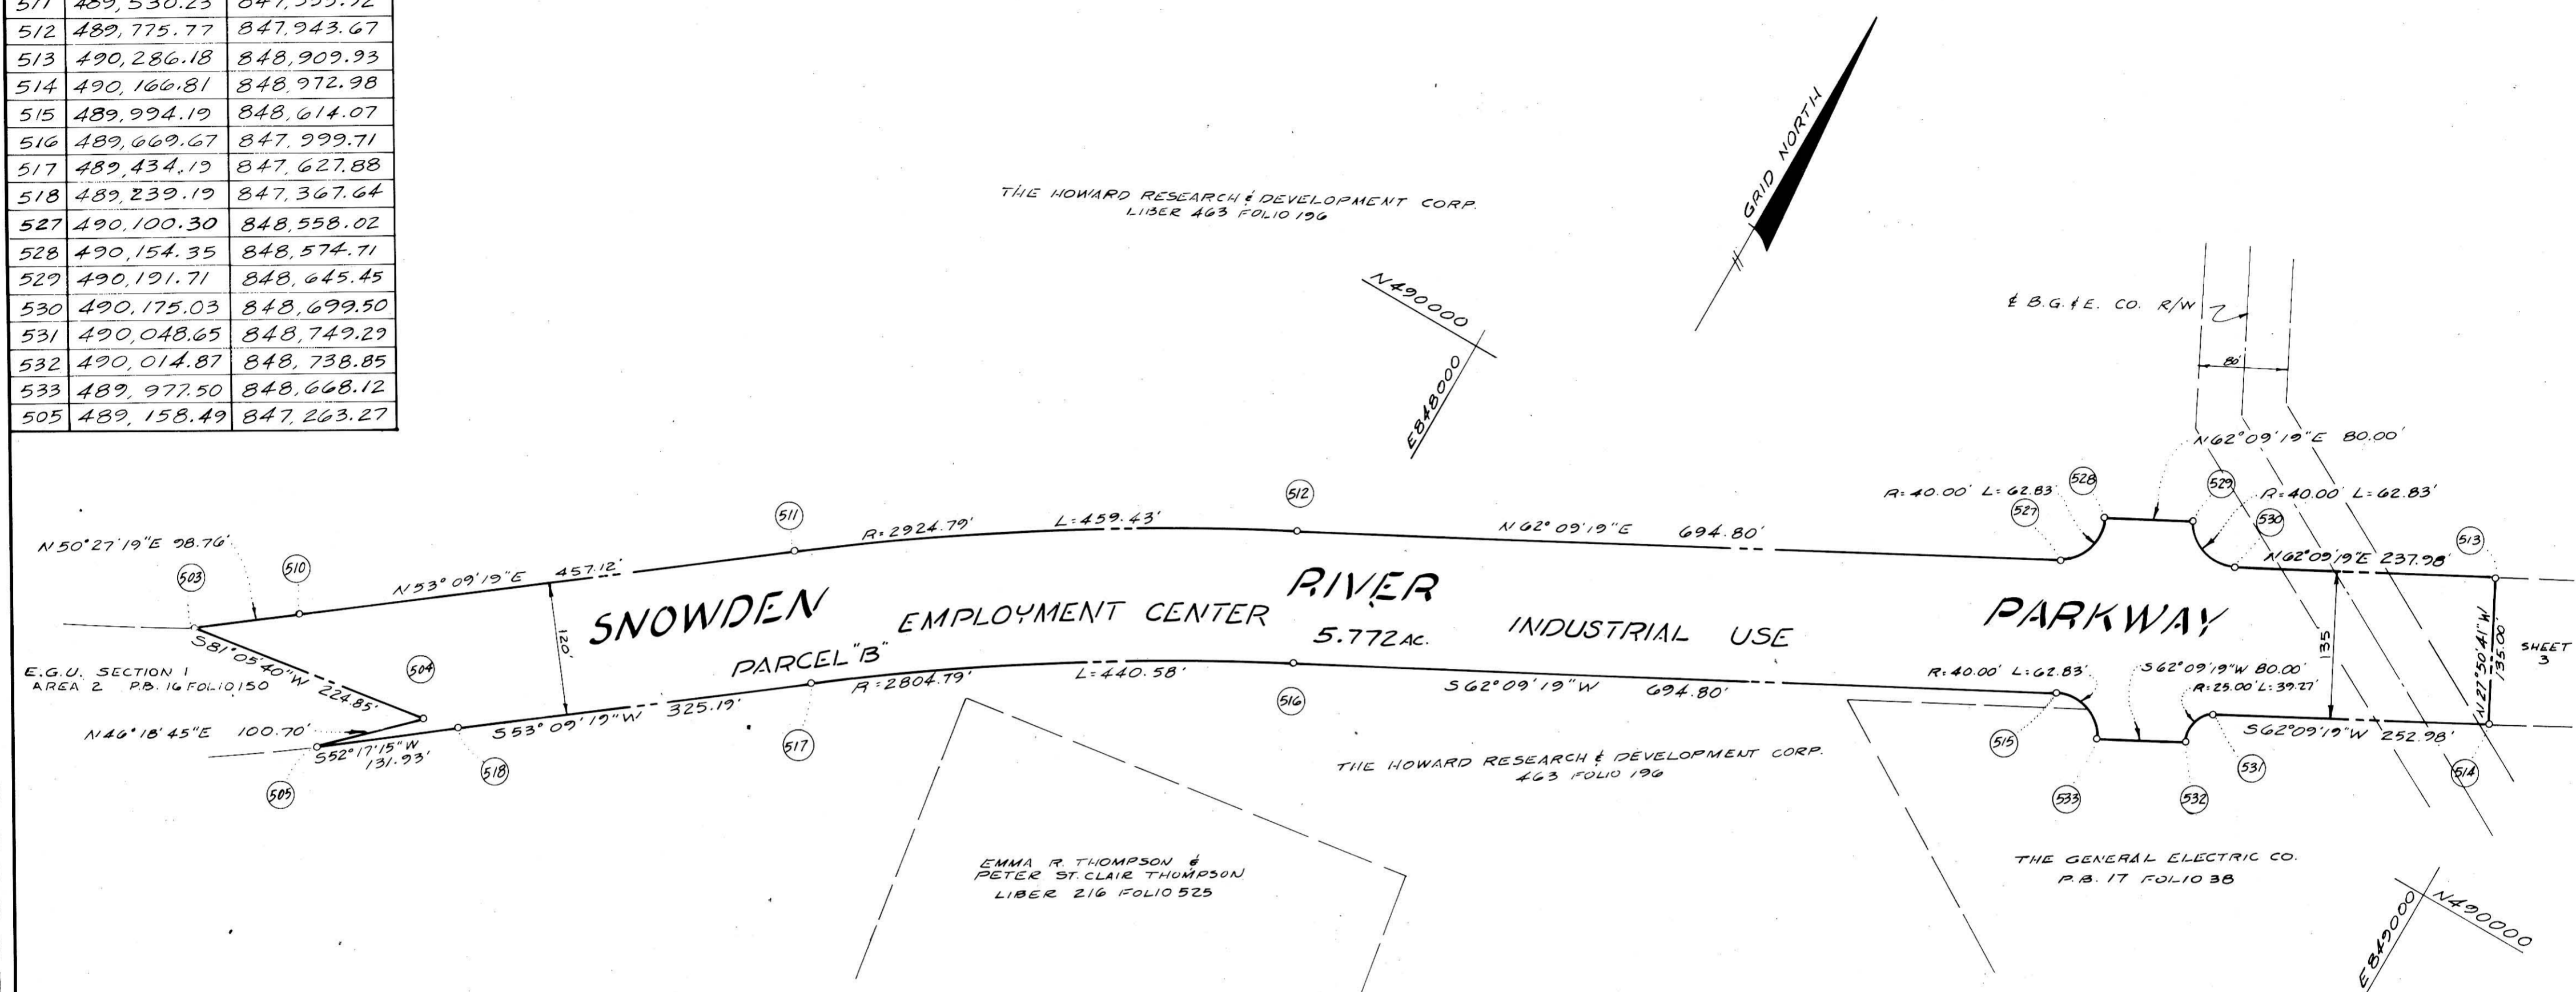 511 489,530.23 847,555.92
512 489,775.77 847,943.67
513 490,286.18 848,909.93
514 490,166.81 848,972.98
515 489,994.19 848,614.07
516 489,669.67 847,999.71
517 489,434.19 847,627.88
518 489,239.19 847,367.64
527 490,100.30 848,558.02
528 490,154.35 848,574.71
529 490,191.71 848,645.45
530 490,175.03 848,699.50
531 490,048.65 848,749.29
532 490,014.87 848,738.85
533 489,977.50 848,668.12
505 489,158.49 847,263.27
THE HOWARD RESEARCH & DEVELOPMENT CORP.
LIBER 463 FOLIO 196
GRID NORTH
N490000
E848000
₵ B.G.&E. CO. R/W
80'
N62°09'19"E 80.00'
R=40.00' L=62.83'
528
529
R=40.00' L=62.83'
527
530
512
511
R=2924.79' L=459.43'
N62°09'19"E 694.80'
N62°09'19"E 237.98'
513
N50°27'19"E 98.76'
503
510
N53°09'19"E 457.12'
120'
SNOWDEN RIVER PARKWAY
EMPLOYMENT CENTER INDUSTRIAL USE
5.772 AC.
PARCEL "B"
135
N27°50'41"W
135.00'
SHEET
3
S81°05'40"W 224.85'
504
E.G.U. SECTION 1
AREA 2 P.B. 16 FOLIO 150
N46°18'45"E 100.70'
S52°17'15"W
131.93'
505
518
S53°09'19"W 325.19'
517
R=2804.79' L=440.58'
516
S62°09'19"W 694.80'
R=40.00' L=62.83'
S62°09'19"W 80.00'
R=25.00' L=39.27'
S62°09'19"W 252.98'
515
533
532
531
514
THE HOWARD RESEARCH & DEVELOPMENT CORP.
463 FOLIO 196
EMMA R. THOMPSON &
PETER ST. CLAIR THOMPSON
LIBER 216 FOLIO 525
THE GENERAL ELECTRIC CO.
P.B. 17 FOLIO 38
E849000
N490000